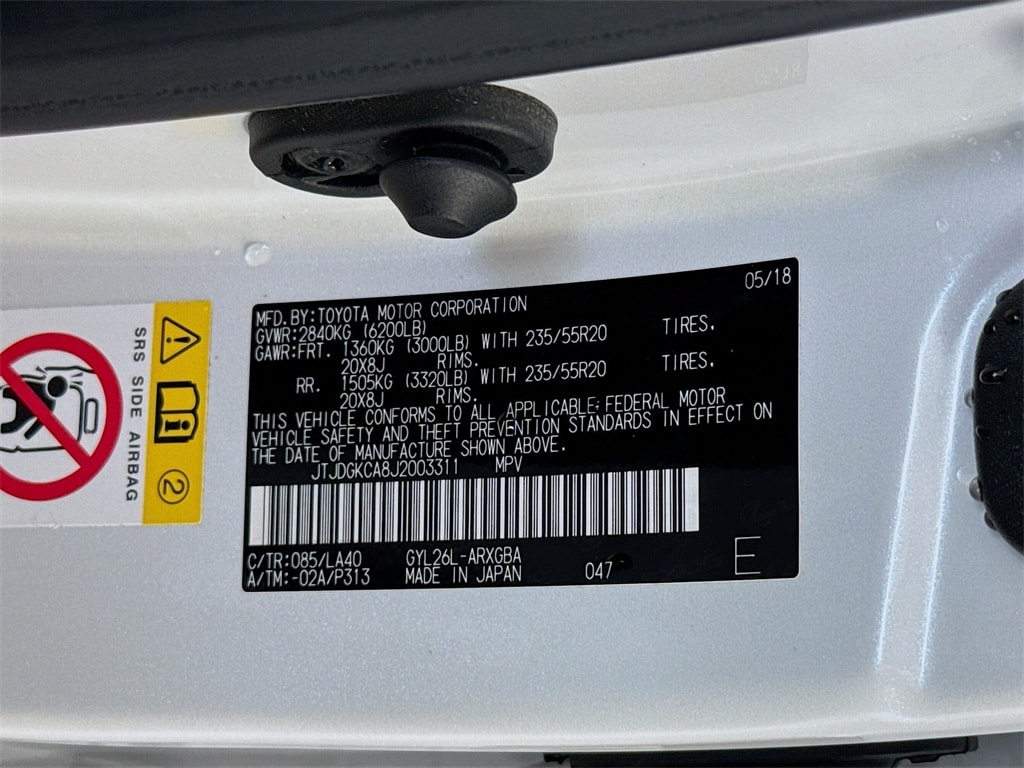 05/18
MFD.BY:TOYOTA MOTOR CORPORATION
GVWR:2840KG (6200LB)
GAWR:FRT. 1360KG (3000LB) WITH 235/55R20 TIRES,
20X8J RIMS.
RR. 1505KG (3320LB) WITH 235/55R20 TIRES,
20X8J RIMS.
THIS VEHICLE CONFORMS TO ALL APPLICABLE FEDERAL MOTOR
VEHICLE SAFETY AND THEFT PREVENTION STANDARDS IN EFFECT ON
THE DATE OF MANUFACTURE SHOWN ABOVE.
JTJDGKCA8J2003311 MPV
C/TR:085/LA40 GYL26L-ARXGBA
A/TM:-02A/P313 MADE IN JAPAN 047 E
SRS SIDE AIRBAG
2